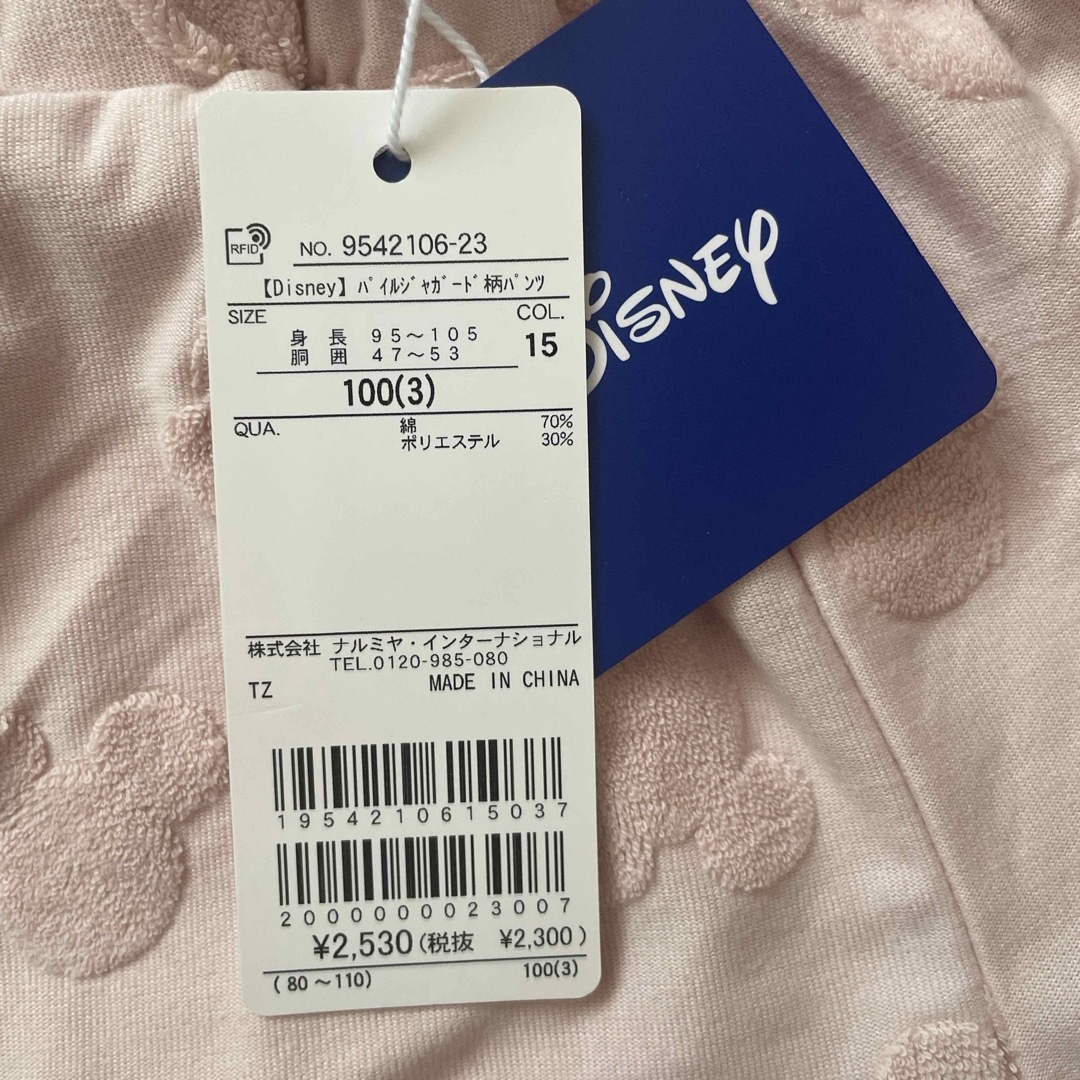 RFID
NO. 9542106-23
【Disney】ﾊﾟｲﾙｼﾞｬｶﾞｰﾄﾞ柄ﾊﾟﾝﾂ
SIZE
COL.
身 長 95～105
胴 囲 47～53
15
100(3)
QUA.
綿 70%
ポリエステル 30%
株式会社 ナルミヤ・インターナショナル
TEL.0120-985-080
TZ MADE IN CHINA
1954210615037
2000000023007
¥2,530(税抜 ¥2,300)
(80～110) 100(3)
DISNEY